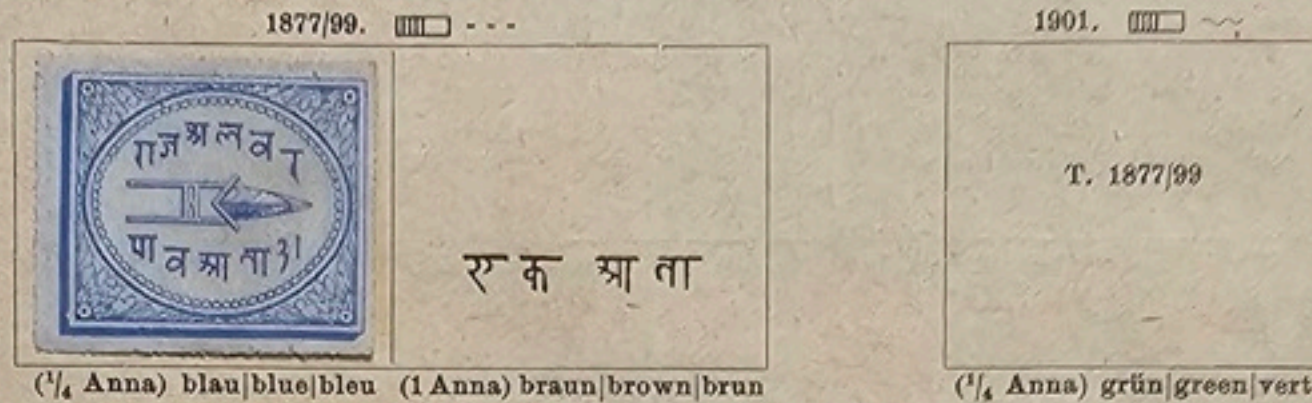 1877/99. - - -
1901.
राज अलवर
पाव आना ३।
एक आना
T. 1877/99
(1/4 Anna) blau|blue|bleu (1 Anna) braun|brown|brun
(1/4 Anna) grün|green|vert